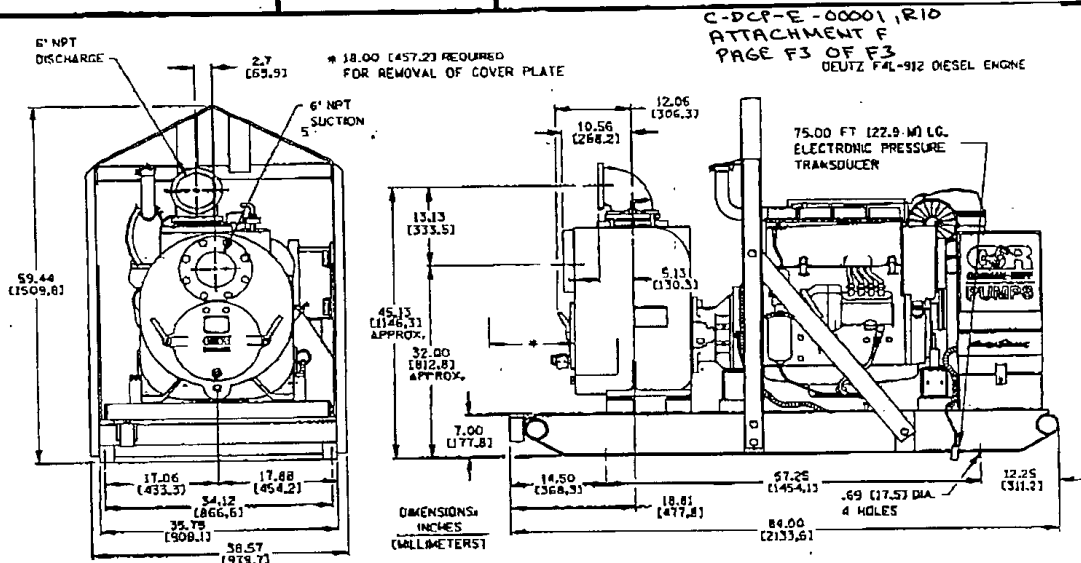 C-DCP-E-00001, R10
ATTACHMENT F
PAGE F3 OF F3
DEUTZ F4L-912 DIESEL ENGINE
6" NPT
DISCHARGE
2.7
[69.9]
* 18.00 [457.2] REQUIRED
FOR REMOVAL OF COVER PLATE
6" NPT
SUCTION
S
12.06
[306.3]
10.56
[268.2]
75.00 FT [22.9 M] LG.
ELECTRONIC PRESSURE
TRANSDUCER
13.13
[333.5]
59.44
[1509.8]
5.13
[130.3]
GR
GORMAN-RUPP
PUMPS
45.13
[1146.3]
APPROX.
*
32.00
[812.8]
APPROX.
7.00
[177.8]
17.06
[433.3]
17.88
[454.2]
34.12
[866.6]
35.75
[908.1]
38.57
[979.7]
DIMENSIONS:
INCHES
[MILLIMETERS]
14.50
[368.3]
57.25
[1454.1]
12.25
[311.2]
18.81
[477.8]
.69 [17.5] DIA.
4 HOLES
84.00
[2133.6]